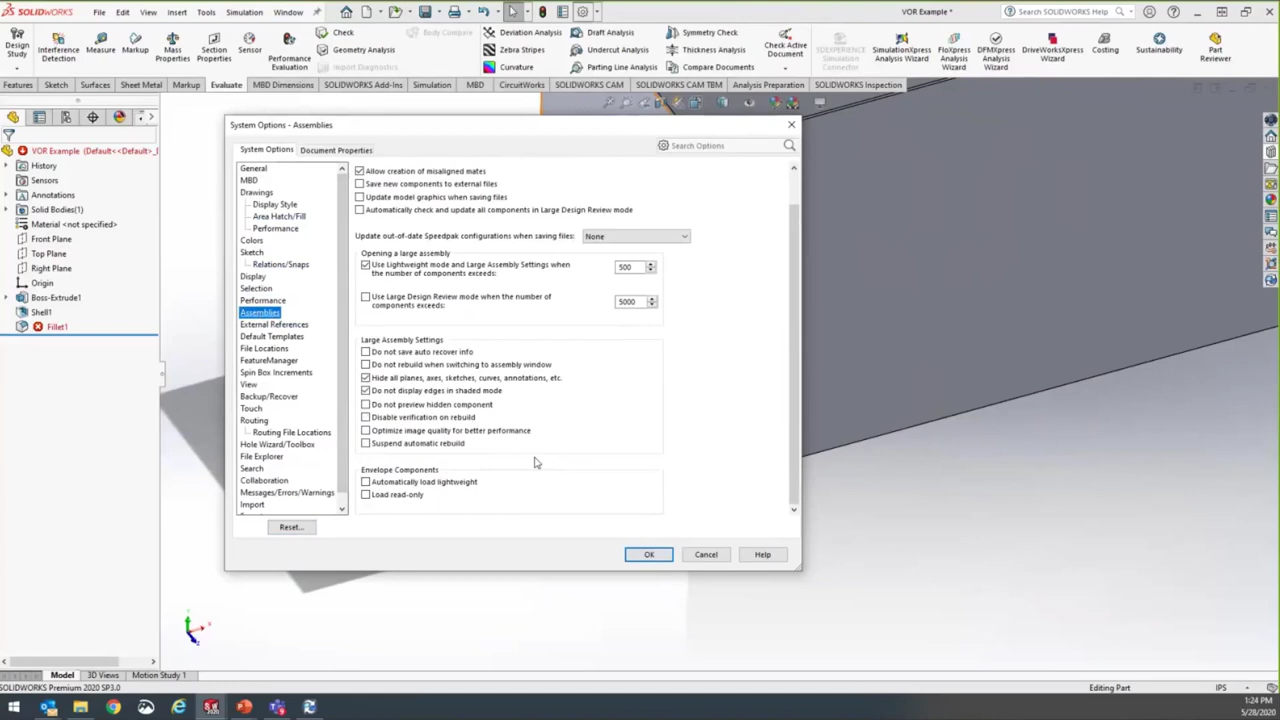 SOLIDWORKS File Edit View Insert Tools Simulation Window VOR Example * Search SOLIDWORKS Help
Design Study
Interference Detection
Measure
Markup
Mass Properties
Section Properties
Sensor
Performance Evaluation
Check
Geometry Analysis
Import Diagnostics
Body Compare
Deviation Analysis
Zebra Stripes
Curvature
Draft Analysis
Undercut Analysis
Parting Line Analysis
Symmetry Check
Thickness Analysis
Compare Documents
Check Active Document
3DEXPERIENCE Simulation Connector
SimulationXpress Analysis Wizard
FloXpress Analysis Wizard
DFMXpress Analysis Wizard
DriveWorksXpress Wizard
Costing
Sustainability
Part Reviewer
Features Sketch Surfaces Sheet Metal Markup Evaluate MBD Dimensions SOLIDWORKS Add-Ins Simulation MBD CircuitWorks SOLIDWORKS CAM SOLIDWORKS CAM TBM Analysis Preparation SOLIDWORKS Inspection
VOR Example (Default<<Default>_
History
Sensors
Annotations
Solid Bodies(1)
Material <not specified>
Front Plane
Top Plane
Right Plane
Origin
Boss-Extrude1
Shell1
Fillet1
System Options - Assemblies
System Options Document Properties Search Options
General
MBD
Drawings
Display Style
Area Hatch/Fill
Performance
Colors
Sketch
Relations/Snaps
Display
Selection
Performance
Assemblies
External References
Default Templates
File Locations
FeatureManager
Spin Box Increments
View
Backup/Recover
Touch
Routing
Routing File Locations
Hole Wizard/Toolbox
File Explorer
Search
Collaboration
Messages/Errors/Warnings
Import
Reset...
Allow creation of misaligned mates
Save new components to external files
Update model graphics when saving files
Automatically check and update all components in Large Design Review mode
Update out-of-date Speedpak configurations when saving files: None
Opening a large assembly
Use Lightweight mode and Large Assembly Settings when
the number of components exceeds: 500
Use Large Design Review mode when the number of
components exceeds: 5000
Large Assembly Settings
Do not save auto recover info
Do not rebuild when switching to assembly window
Hide all planes, axes, sketches, curves, annotations, etc.
Do not display edges in shaded mode
Do not preview hidden component
Disable verification on rebuild
Optimize image quality for better performance
Suspend automatic rebuild
Envelope Components
Automatically load lightweight
Load read-only
OK Cancel Help
Model 3D Views Motion Study 1
SOLIDWORKS Premium 2020 SP3.0 Editing Part IPS
1:24 PM
5/28/2020